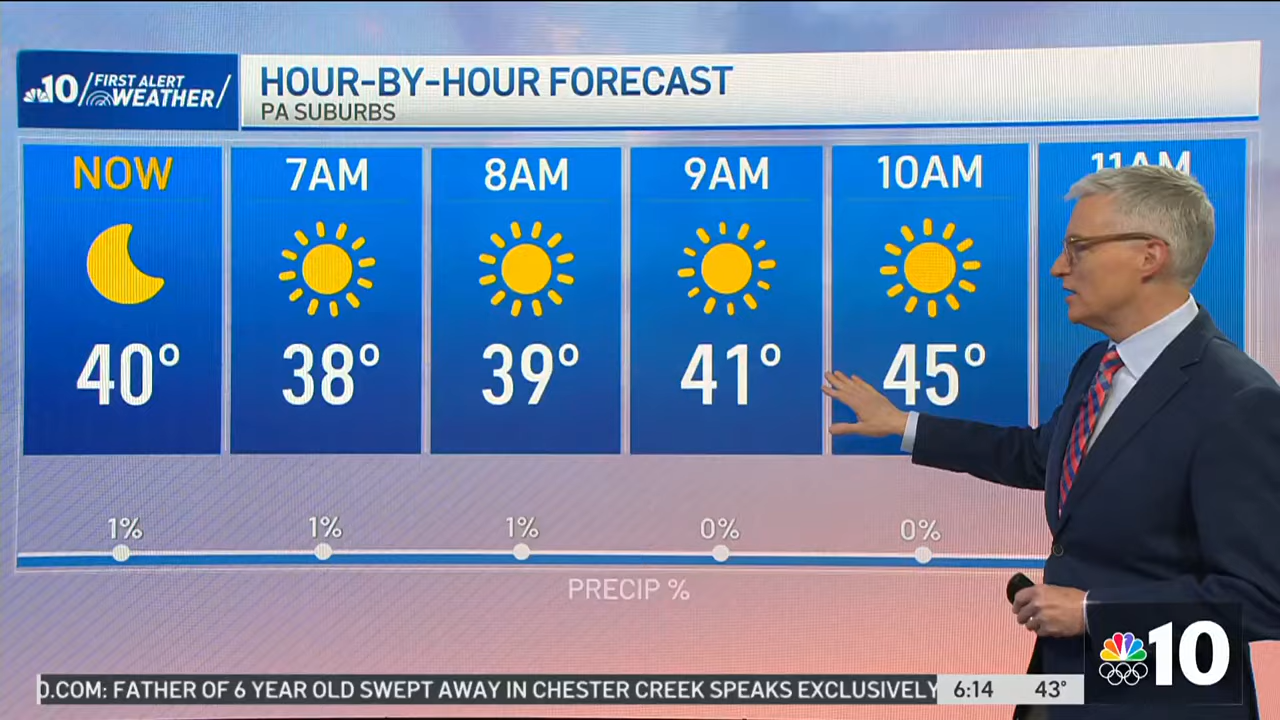 10 / FIRST ALERT WEATHER /
HOUR-BY-HOUR FORECAST
PA SUBURBS
NOW 7AM 8AM 9AM 10AM 11AM
40° 38° 39° 41° 45°
1% 1% 1% 0% 0%
PRECIP %
10
O.COM: FATHER OF 6 YEAR OLD SWEPT AWAY IN CHESTER CREEK SPEAKS EXCLUSIVELY 6:14 43°